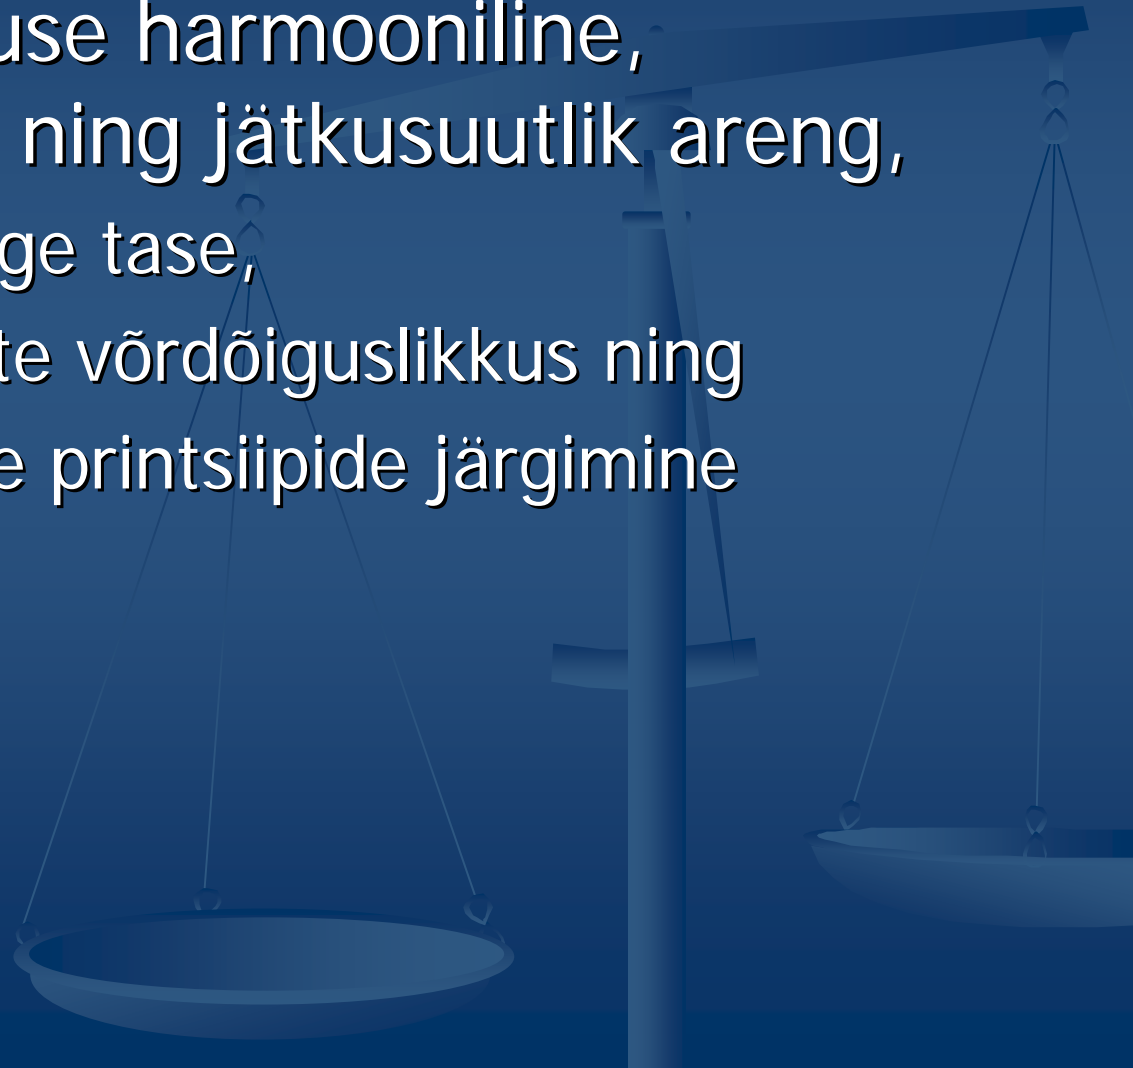 use harmooniline,
ning jätkusuutlik areng,
ge tase,
te võrdõiguslikkus ning
e printsiipide järgimine